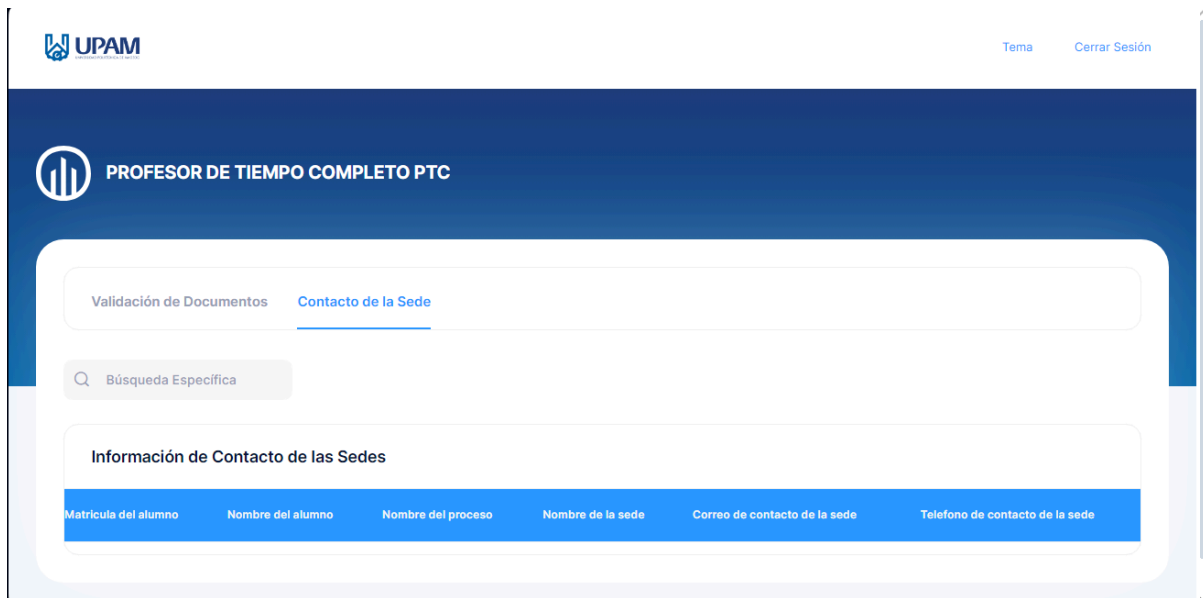 UPAM
Tema
Cerrar Sesión
PROFESOR DE TIEMPO COMPLETO PTC
Validación de Documentos
Contacto de la Sede
Búsqueda Específica
Información de Contacto de las Sedes
Matricula del alumno Nombre del alumno Nombre del proceso Nombre de la sede Correo de contacto de la sede Telefono de contacto de la sede